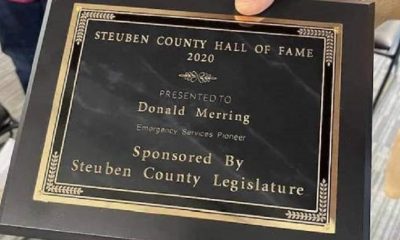 STEUBEN COUNTY HALL OF FAME
2020
PRESENTED TO
Donald Merring
Emergency Services Pioneer
Sponsored By
Steuben County Legislature